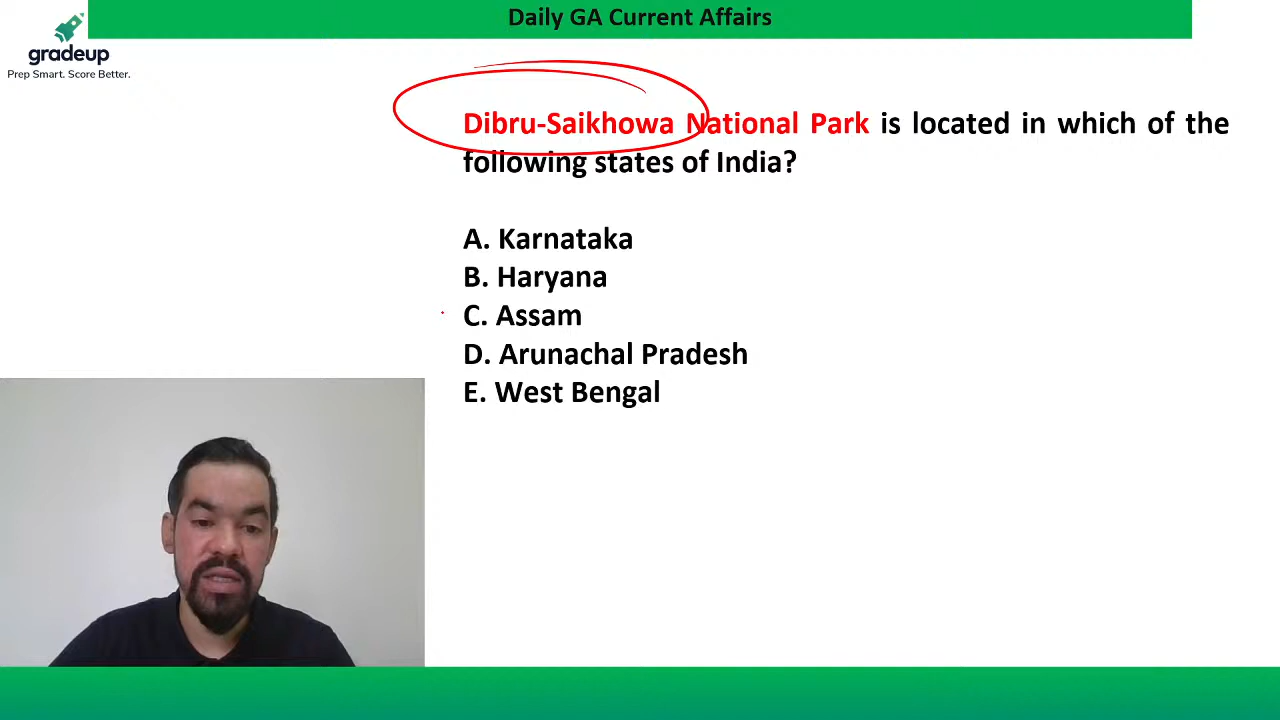 Daily GA Current Affairs
gradeup
Prep Smart. Score Better.
Dibru-Saikhowa National Park is located in which of the
following states of India?
A. Karnataka
B. Haryana
C. Assam
D. Arunachal Pradesh
E. West Bengal